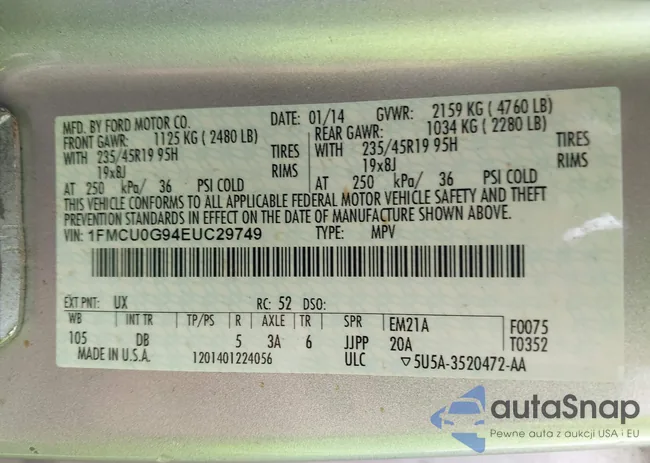 MFD. BY FORD MOTOR CO. DATE: 01/14 GVWR: 2159 KG ( 4760 LB)
FRONT GAWR: 1125 KG ( 2480 LB) REAR GAWR: 1034 KG ( 2280 LB)
WITH 235/45R19 95H TIRES WITH 235/45R19 95H TIRES
19x8J RIMS 19x8J RIMS
AT 250 kPa/ 36 PSI COLD AT 250 kPa/ 36 PSI COLD
THIS VEHICLE CONFORMS TO ALL APPLICABLE FEDERAL MOTOR VEHICLE SAFETY AND THEFT
PREVENTION STANDARDS IN EFFECT ON THE DATE OF MANUFACTURE SHOWN ABOVE.
VIN: 1FMCU0G94EUC29749 TYPE: MPV
EXT PNT: UX RC: 52 DSO:
WB INT TR TP/PS R AXLE TR SPR EM21A F0075
105 DB 5 3A 6 JJPP 20A T0352
MADE IN U.S.A. 1201401224056 ULC ▽5U5A-3520472-AA
autaSnap
Pewne auta z aukcji USA i EU